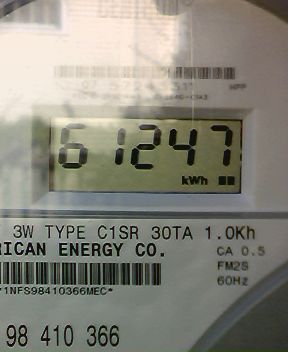 61247
kWh
3W TYPE C1SR 30TA 1.0Kh
RICAN ENERGY CO.
CA 0.5
FM2S
60Hz
*1NFS98410366MEC*
98 410 366